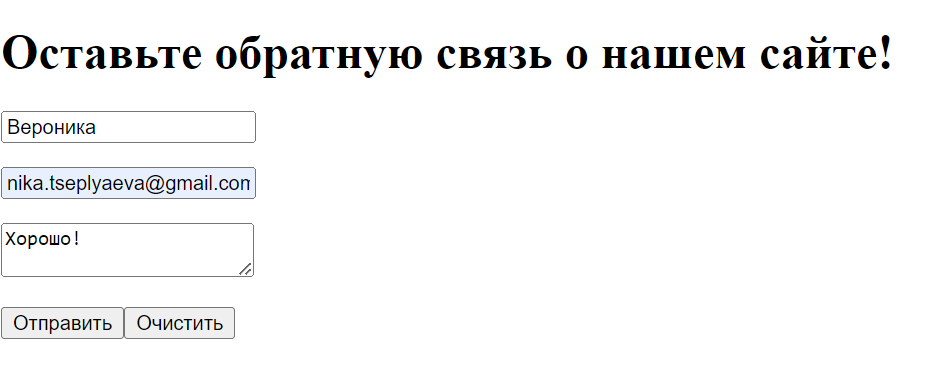 Оставьте обратную связь о нашем сайте!
Вероника
nika.tseplyaeva@gmail.com
Хорошо!
Отправить Очистить